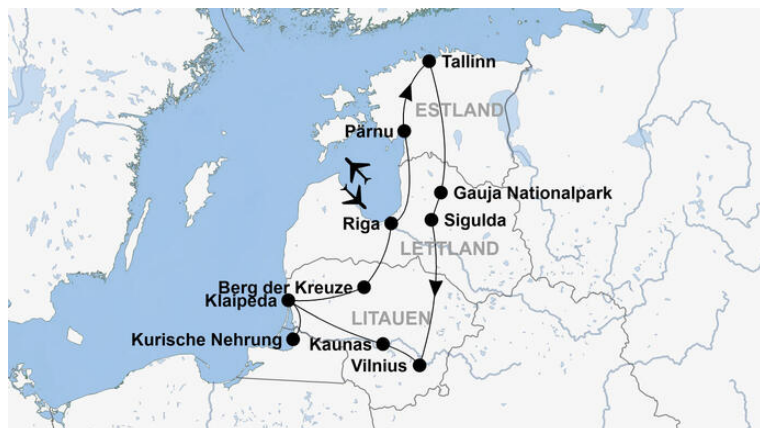 Tallinn
ESTLAND
Pärnu
Gauja Nationalpark
Sigulda
Riga
LETTLAND
Berg der Kreuze
Klaipeda
LITAUEN
Kurische Nehrung
Kaunas
Vilnius